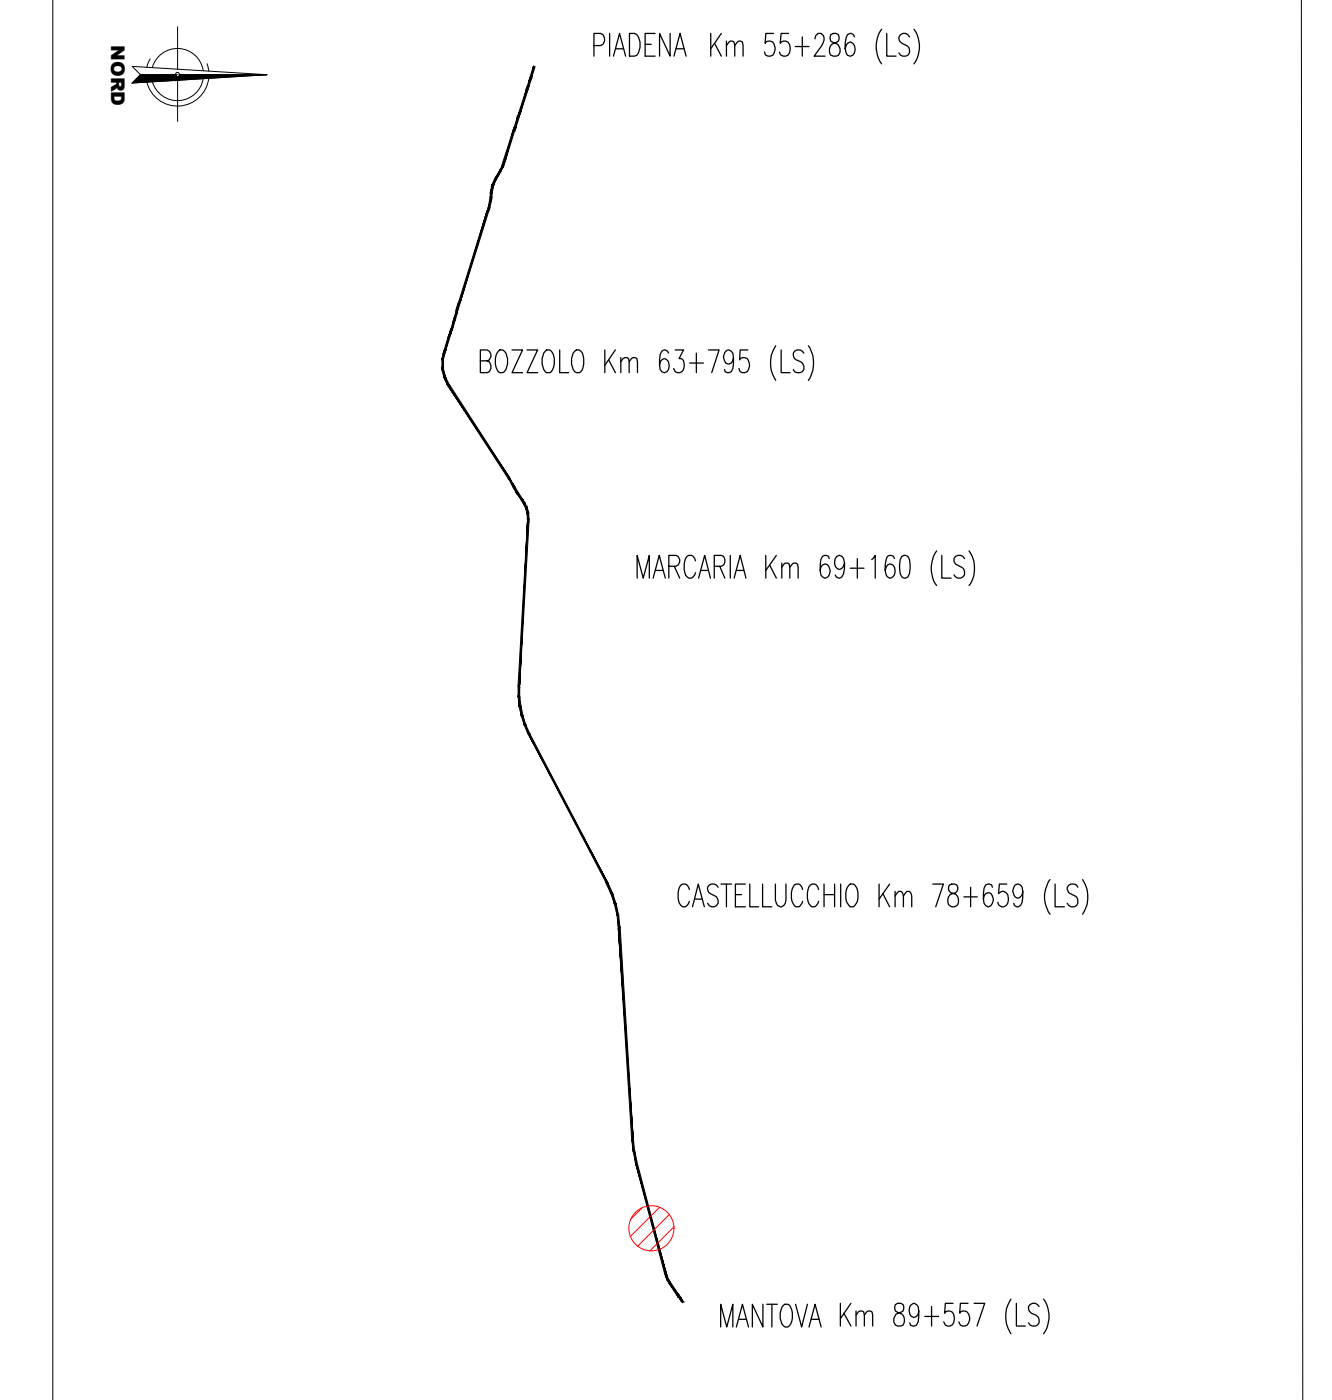 PIADENA Km 55+286 (LS)
NORD
BOZZOLO Km 63+795 (LS)
MARCARIA Km 69+160 (LS)
CASTELLUCCHIO Km 78+659 (LS)
MANTOVA Km 89+557 (LS)